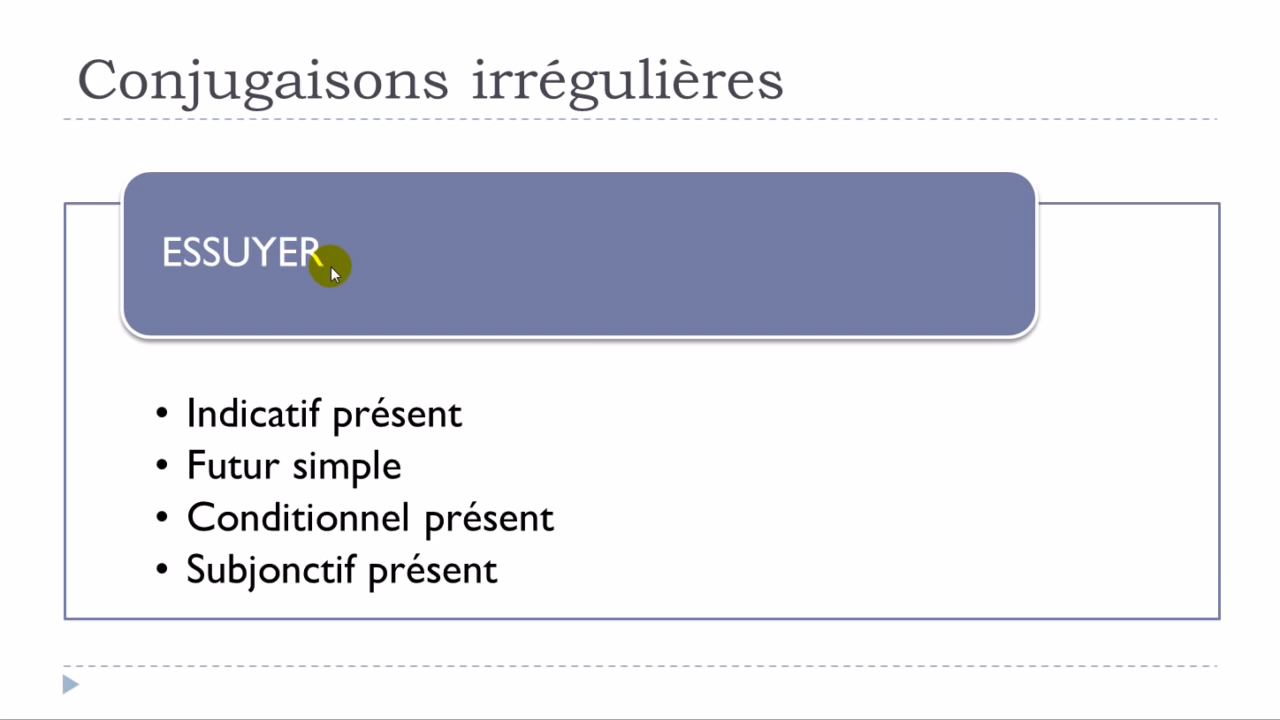 Conjugaisons irrégulières
ESSUYER
• Indicatif présent
• Futur simple
• Conditionnel présent
• Subjonctif présent